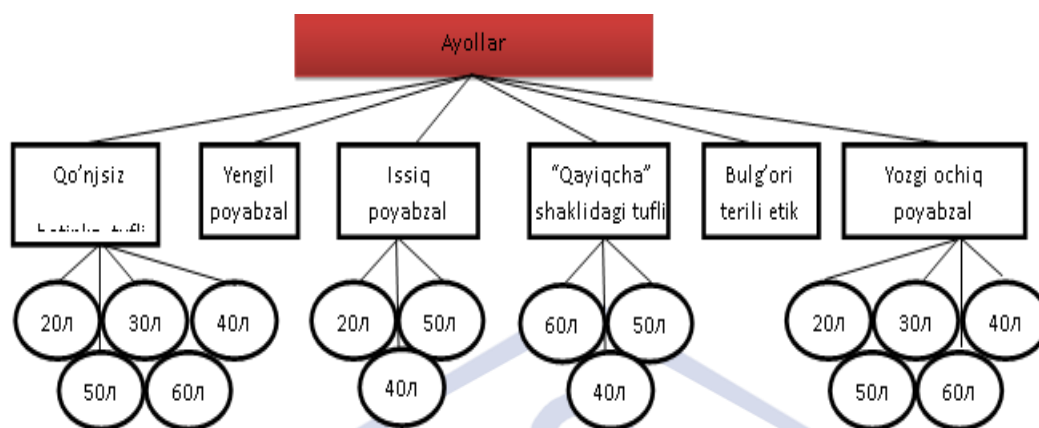 Ayollar
Qo'njsiz
tufli
Yengil
poyabzal
Issiq
poyabzal
“Qayiqcha”
shaklidagi tufli
Bulg'ori
terili etik
Yozgi ochiq
poyabzal
20л
30л
40л
50л
60л
20л
50л
40л
60л
50л
40л
20л
30л
40л
50л
60л